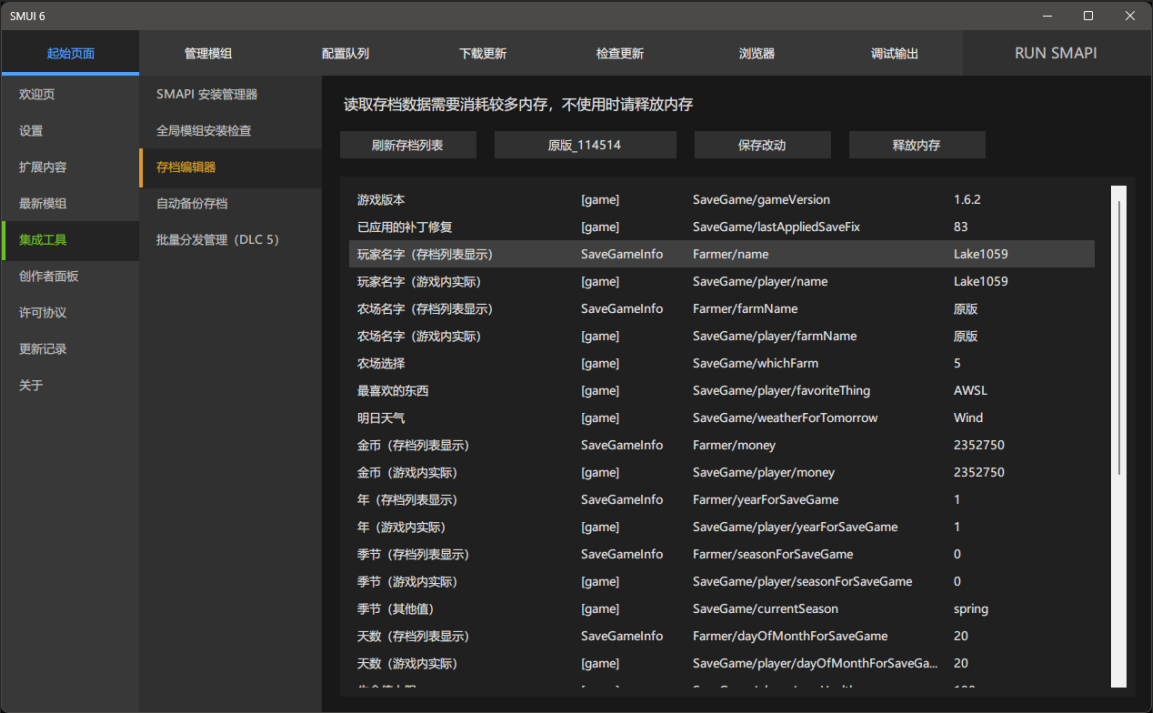 SMUI 6
起始页面 管理模组 配置队列 下载更新 检查更新 浏览器 调试输出 RUN SMAPI
欢迎页
设置
扩展内容
最新模组
集成工具
创作者面板
许可协议
更新记录
关于
SMAPI 安装管理器
全局模组安装检查
存档编辑器
自动备份存档
批量分发管理（DLC 5）
读取存档数据需要消耗较多内存，不使用时请释放内存
刷新存档列表 原版_114514 保存改动 释放内存
游戏版本 [game] SaveGame/gameVersion 1.6.2
已应用的补丁修复 [game] SaveGame/lastAppliedSaveFix 83
玩家名字（存档列表显示） SaveGameInfo Farmer/name Lake1059
玩家名字（游戏内实际） [game] SaveGame/player/name Lake1059
农场名字（存档列表显示） SaveGameInfo Farmer/farmName 原版
农场名字（游戏内实际） [game] SaveGame/player/farmName 原版
农场选择 [game] SaveGame/whichFarm 5
最喜欢的东西 [game] SaveGame/player/favoriteThing AWSL
明日天气 [game] SaveGame/weatherForTomorrow Wind
金币（存档列表显示） SaveGameInfo Farmer/money 2352750
金币（游戏内实际） [game] SaveGame/player/money 2352750
年（存档列表显示） SaveGameInfo Farmer/yearForSaveGame 1
年（游戏内实际） [game] SaveGame/player/yearForSaveGame 1
季节（存档列表显示） SaveGameInfo Farmer/seasonForSaveGame 0
季节（游戏内实际） [game] SaveGame/player/seasonForSaveGame 0
季节（其他值） [game] SaveGame/currentSeason spring
天数（存档列表显示） SaveGameInfo Farmer/dayOfMonthForSaveGame 20
天数（游戏内实际） [game] SaveGame/player/dayOfMonthForSaveGa... 20